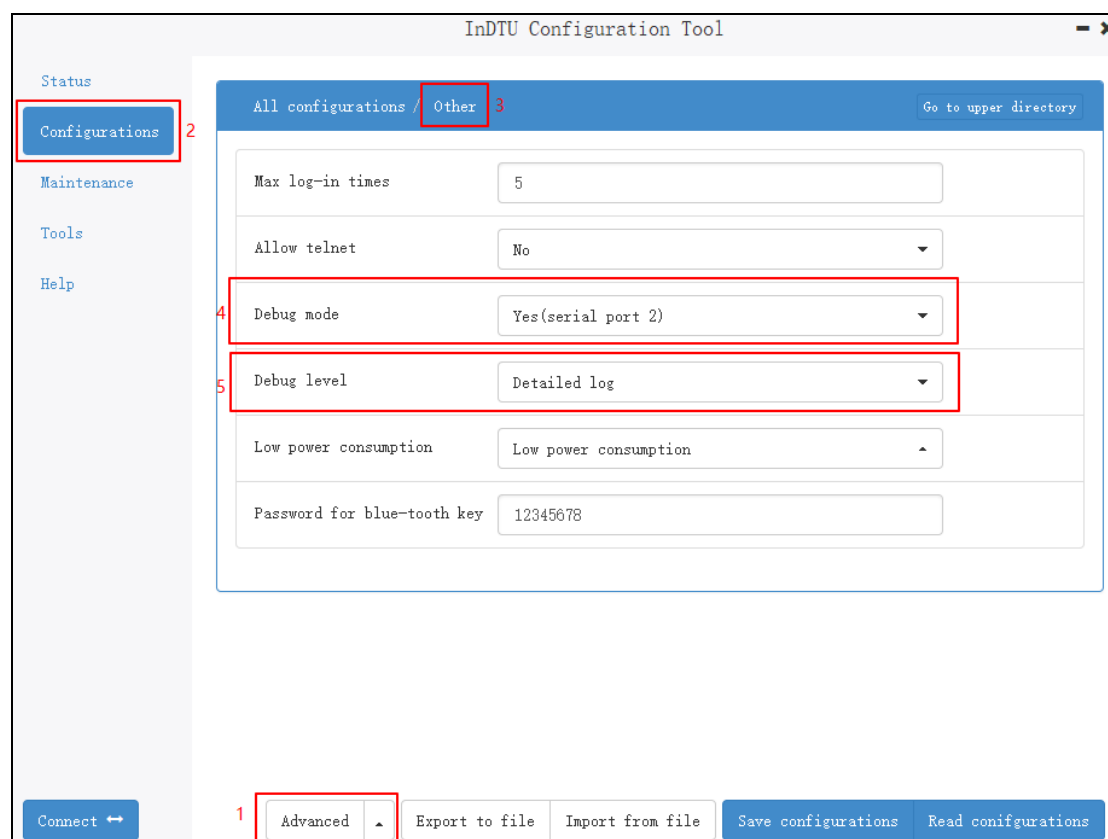 InDTU Configuration Tool
Status
Configurations 2
Maintenance
Tools
Help
All configurations / Other 3 Go to upper directory
Max log-in times 5
Allow telnet No
4 Debug mode Yes(serial port 2)
5 Debug level Detailed log
Low power consumption Low power consumption
Password for blue-tooth key 12345678
Connect 1 Advanced Export to file Import from file Save configurations Read conifgurations